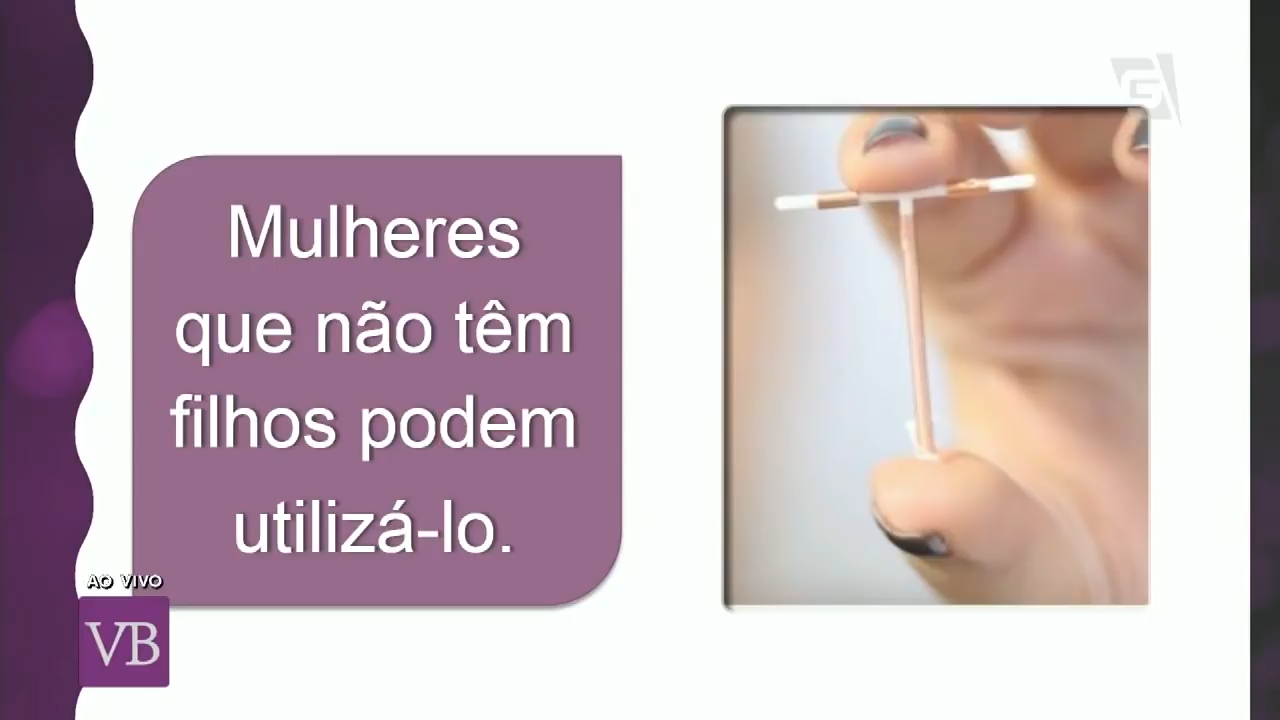 Mulheres
que não têm
filhos podem
utilizá-lo.
AO VIVO
VB